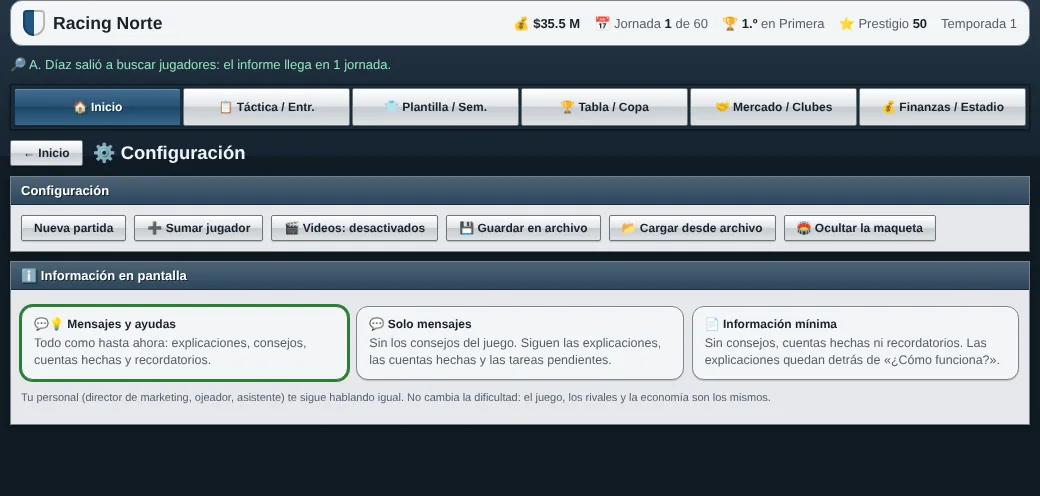 Racing Norte
$35.5 M
Jornada 1 de 60
1.º en Primera
Prestigio 50
Temporada 1
A. Díaz salió a buscar jugadores: el informe llega en 1 jornada.
Inicio
Táctica / Entr.
Plantilla / Sem.
Tabla / Copa
Mercado / Clubes
Finanzas / Estadio
← Inicio
Configuración
Configuración
Nueva partida
Sumar jugador
Videos: desactivados
Guardar en archivo
Cargar desde archivo
Ocultar la maqueta
Información en pantalla
Mensajes y ayudas
Todo como hasta ahora: explicaciones, consejos,
cuentas hechas y recordatorios.
Solo mensajes
Sin los consejos del juego. Siguen las explicaciones,
las cuentas hechas y las tareas pendientes.
Información mínima
Sin consejos, cuentas hechas ni recordatorios. Las
explicaciones quedan detrás de «¿Cómo funciona?».
Tu personal (director de marketing, ojeador, asistente) te sigue hablando igual. No cambia la dificultad: el juego, los rivales y la economía son los mismos.